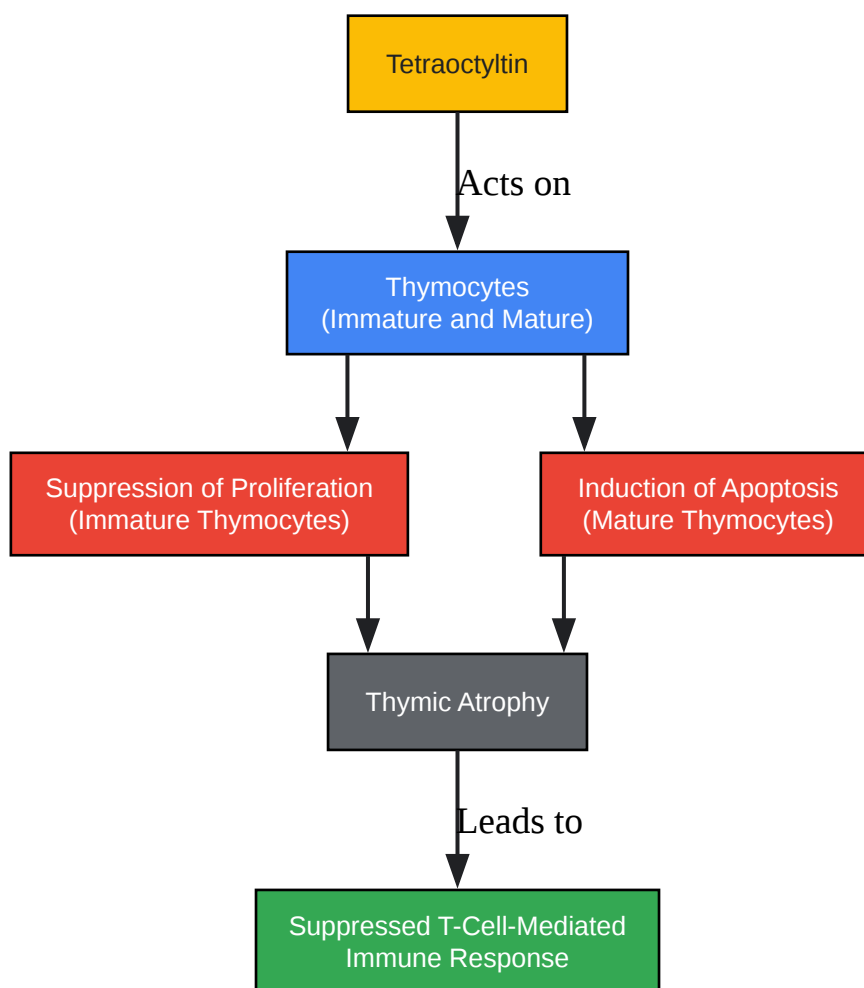 Tetraoctyltin
Acts on
Thymocytes
(Immature and Mature)
Suppression of Proliferation
(Immature Thymocytes)
Induction of Apoptosis
(Mature Thymocytes)
Thymic Atrophy
Leads to
Suppressed T-Cell-Mediated
Immune Response